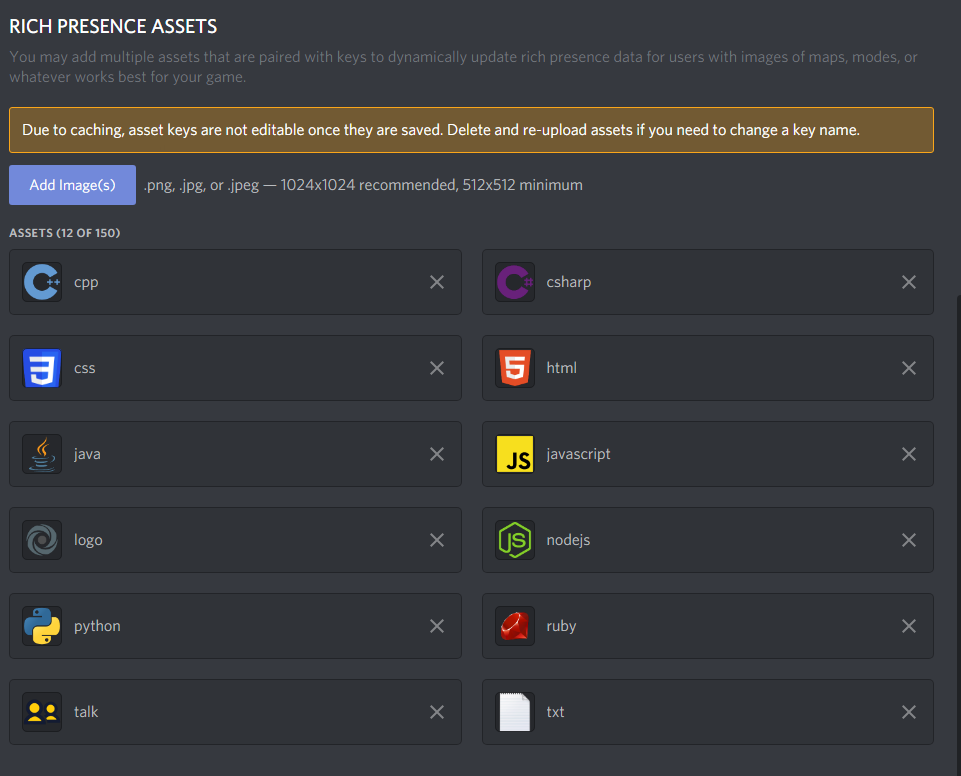 RICH PRESENCE ASSETS
You may add multiple assets that are paired with keys to dynamically update rich presence data for users with images of maps, modes, or
whatever works best for your game.
Due to caching, asset keys are not editable once they are saved. Delete and re-upload assets if you need to change a key name.
Add Image(s) .png, .jpg, or .jpeg — 1024x1024 recommended, 512x512 minimum
ASSETS (12 OF 150)
C++ cpp
C# csharp
3 css
5 html
java
JS javascript
logo
JS nodejs
python
ruby
talk
txt